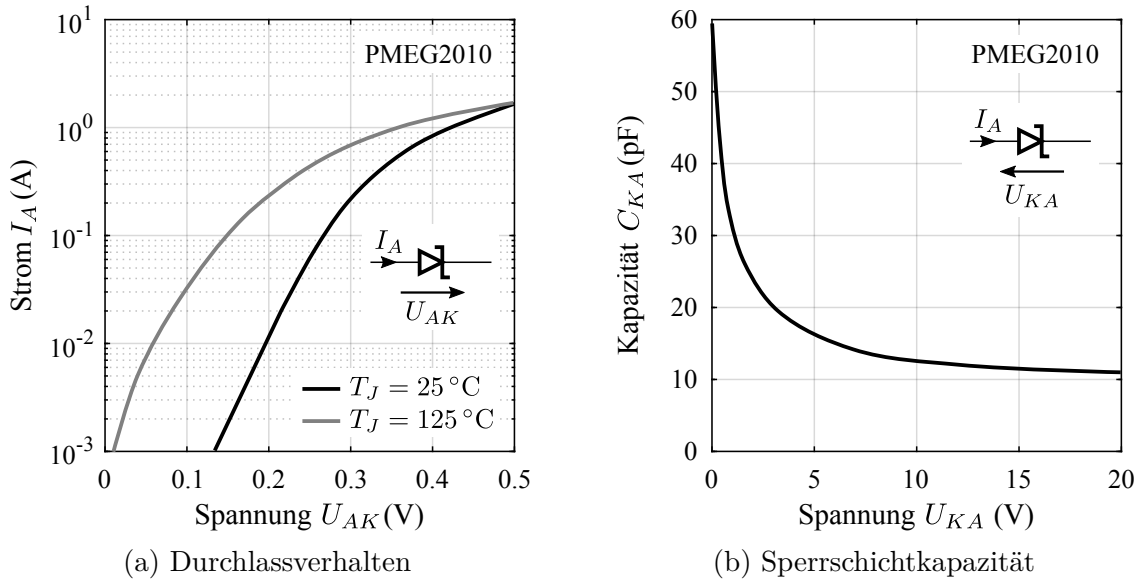 10^1
10^0
10^-1
10^-2
10^-3
0
0.1
0.2
0.3
0.4
0.5
Strom I_A (A)
Spannung U_AK (V)
PMEG2010
I_A
U_AK
T_J = 25 °C
T_J = 125 °C
(a) Durchlassverhalten
60
50
40
30
20
10
0
0
5
10
15
20
Kapazität C_KA (pF)
Spannung U_KA (V)
PMEG2010
I_A
U_KA
(b) Sperrschichtkapazität